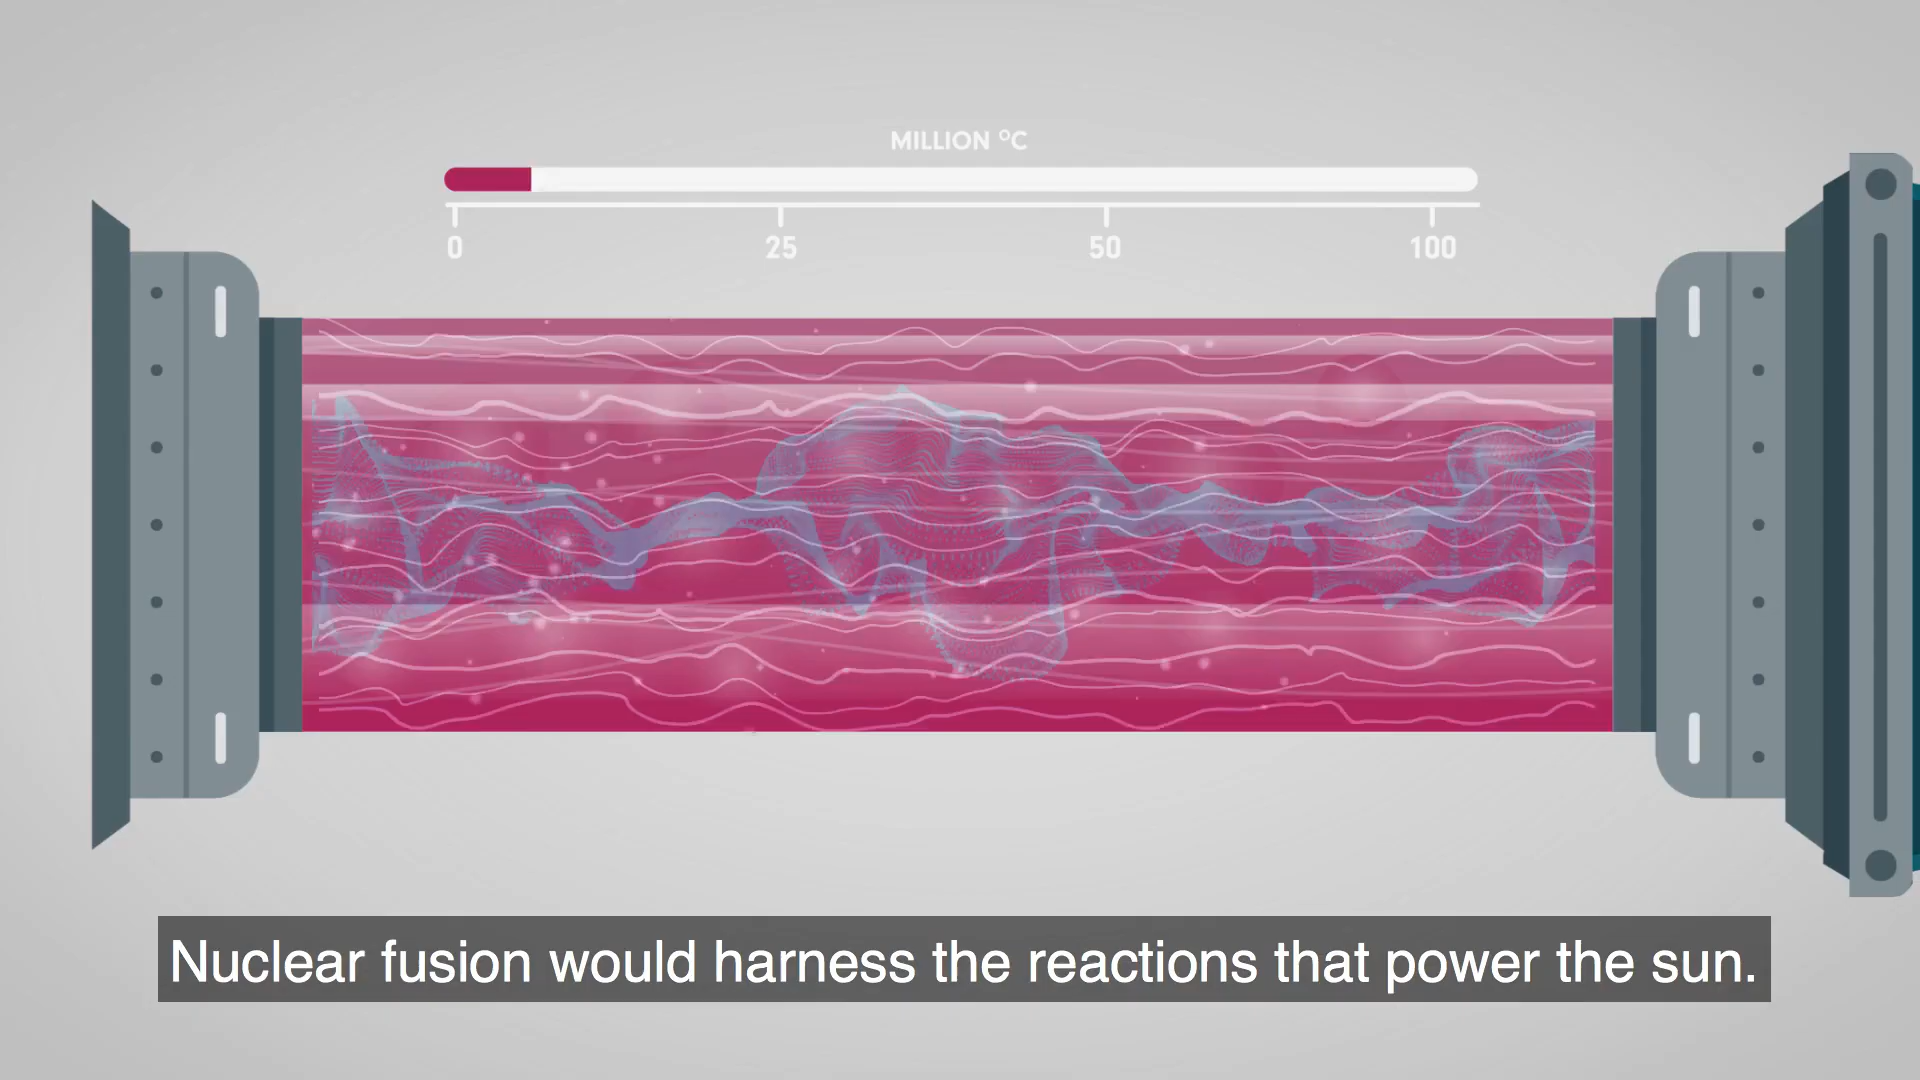 MILLION °C
0 25 50 100
Nuclear fusion would harness the reactions that power the sun.